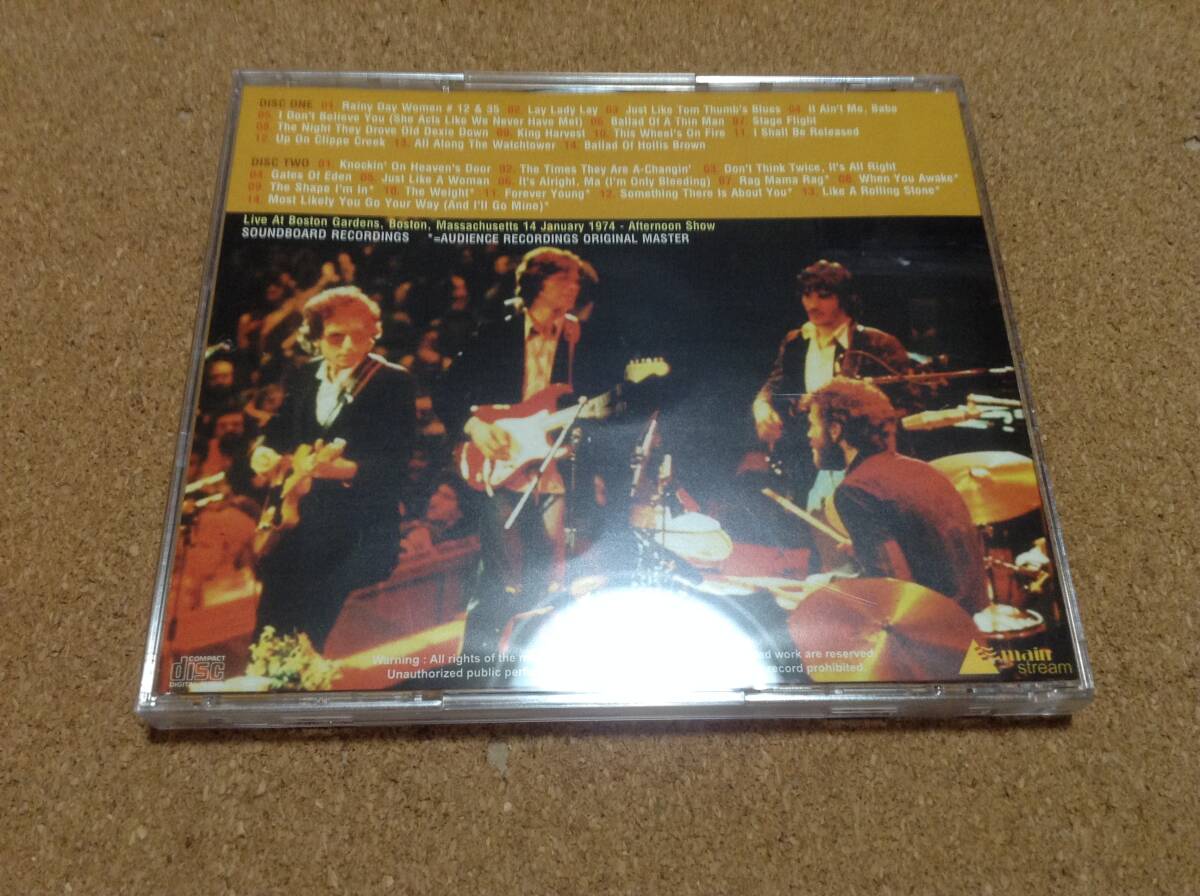 DISC ONE 01. Rainy Day Women # 12 & 35 02. Lay Lady Lay 03. Just Like Tom Thumb's Blues 04. It Ain't Me, Babe
05. I Don't Believe You (She Acts Like We Never Have Met) 06. Ballad Of A Thin Man 07. Stage Flight
08. The Night They Drove Old Dexie Down 09. King Harvest 10. This Wheel's On Fire 11. I Shall Be Released
12. Up On Clippe Creek 13. All Along The Watchtower 14. Ballad Of Hollis Brown
DISC TWO 01. Knockin' On Heaven's Door 02. The Times They Are A-Changin' 03. Don't Think Twice, It's All Right
04. Gates Of Eden 05. Just Like A Woman 06. It's Alright, Ma (I'm Only Bleeding) 07. Rag Mama Rag* 08. When You Awake*
09. The Shape I'm In* 10. The Weight* 11. Forever Young* 12. Something There Is About You* 13. Like A Rolling Stone*
14. Most Likely You Go Your Way (And I'll Go Mine)*
Live At Boston Gardens, Boston, Massachusetts 14 January 1974 - Afternoon Show
SOUNDBOARD RECORDINGS *=AUDIENCE RECORDINGS ORIGINAL MASTER
COMPACT
disc
DIGITAL
Warning : All rights of the work are reserved
Unauthorized public record prohibited.
main
stream